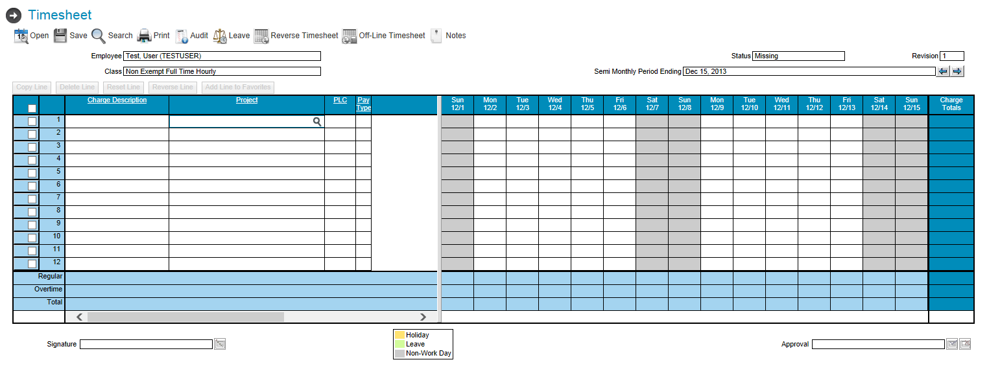 Timesheet
18 Open Save Search Print Audit Leave Reverse Timesheet Off-Line Timesheet Notes
Employee Test, User (TESTUSER) Status Missing Revision 1
Class Non Exempt Full Time Hourly Semi Monthly Period Ending Dec 15, 2013
Copy Line Delete Line Reset Line Reverse Line Add Line to Favorites
Charge Description Project PLC Pay Type Sun 12/1 Mon 12/2 Tue 12/3 Wed 12/4 Thu 12/5 Fri 12/6 Sat 12/7 Sun 12/8 Mon 12/9 Tue 12/10 Wed 12/11 Thu 12/12 Fri 12/13 Sat 12/14 Sun 12/15 Charge Totals
1
2
3
4
5
6
7
8
9
10
11
12
Regular
Overtime
Total
Signature
Holiday
Leave
Non-Work Day
Approval